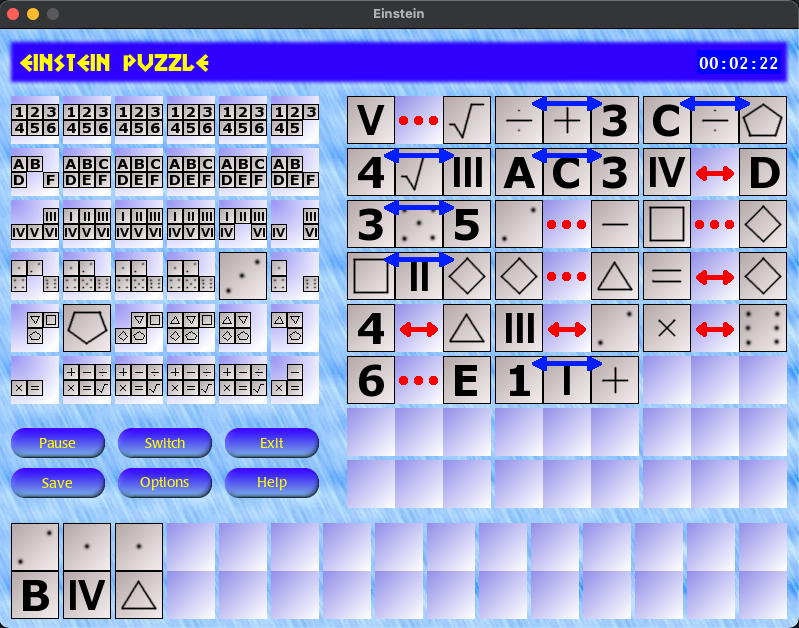 Einstein
EINSTEIN PUZZLE
00:02:22
1 2 3 1 2 3 1 2 3 1 2 3 1 2 3 1 2 3
4 5 6 4 5 6 4 5 6 4 5 6 4 5 6 4 5
A B A B C A B C A B C A B C A B
D F D E F D E F D E F D E F D E F
III I II III I II III I II III I II III III
IV V VI IV V VI IV V VI IV V VI IV VI IV VI
+ − ÷ + − ÷ + − ÷ + − ÷ −
× = × = √ × = √ × = √ × = √ × =
V √ ÷ + 3 C ÷
4 √ III A C 3 IV D
3 5 −
II =
4 III ×
6 E 1 I +
Pause Switch Exit
Save Options Help
B IV